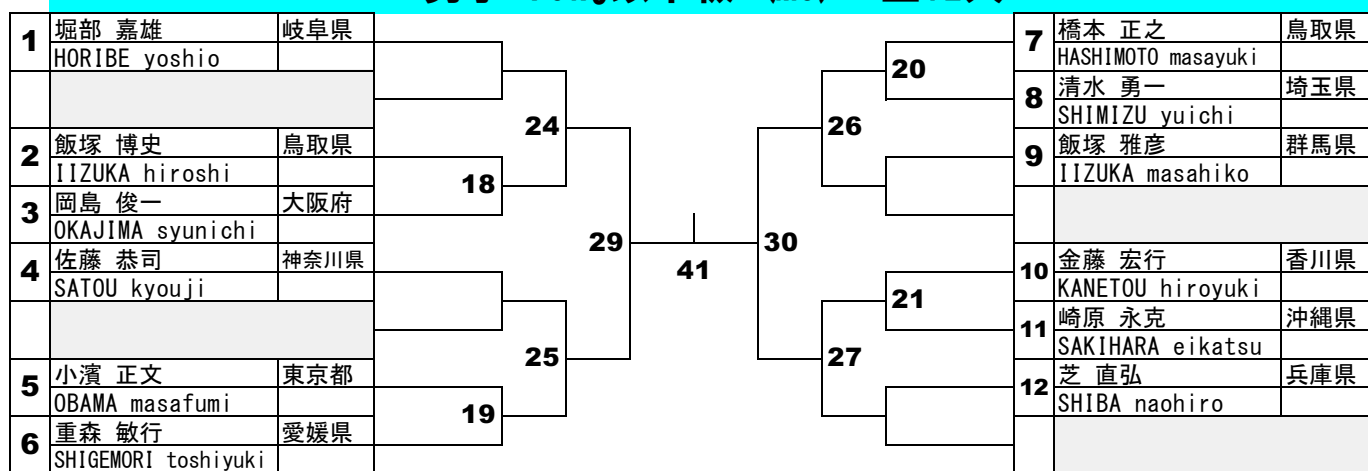 1 堀部 嘉雄 岐阜県
HORIBE yoshio
2 飯塚 博史 鳥取県
IIZUKA hiroshi
3 岡島 俊一 大阪府
OKAJIMA syunichi
4 佐藤 恭司 神奈川県
SATOU kyouji
5 小濱 正文 東京都
OBAMA masafumi
6 重森 敏行 愛媛県
SHIGEMORI toshiyuki
24
18
29
25
19
41
20
26
30
21
27
7 橋本 正之 鳥取県
HASHIMOTO masayuki
8 清水 勇一 埼玉県
SHIMIZU yuichi
9 飯塚 雅彦 群馬県
IIZUKA masahiko
10 金藤 宏行 香川県
KANETOU hiroyuki
11 崎原 永克 沖縄県
SAKIHARA eikatsu
12 芝 直弘 兵庫県
SHIBA naohiro